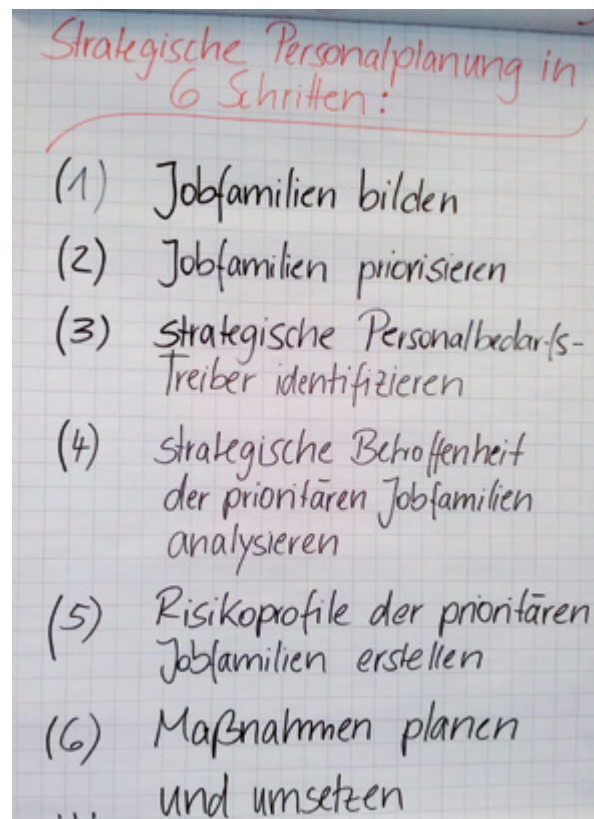 Strategische Personalplanung in
6 Schritten:
(1) Jobfamilien bilden
(2) Jobfamilien priorisieren
(3) strategische Personalbedarfs-
Treiber identifizieren
(4) strategische Betroffenheit
der prioritären Jobfamilien
analysieren
(5) Risikoprofile der prioritären
Jobfamilien erstellen
(6) Maßnahmen planen
und umsetzen